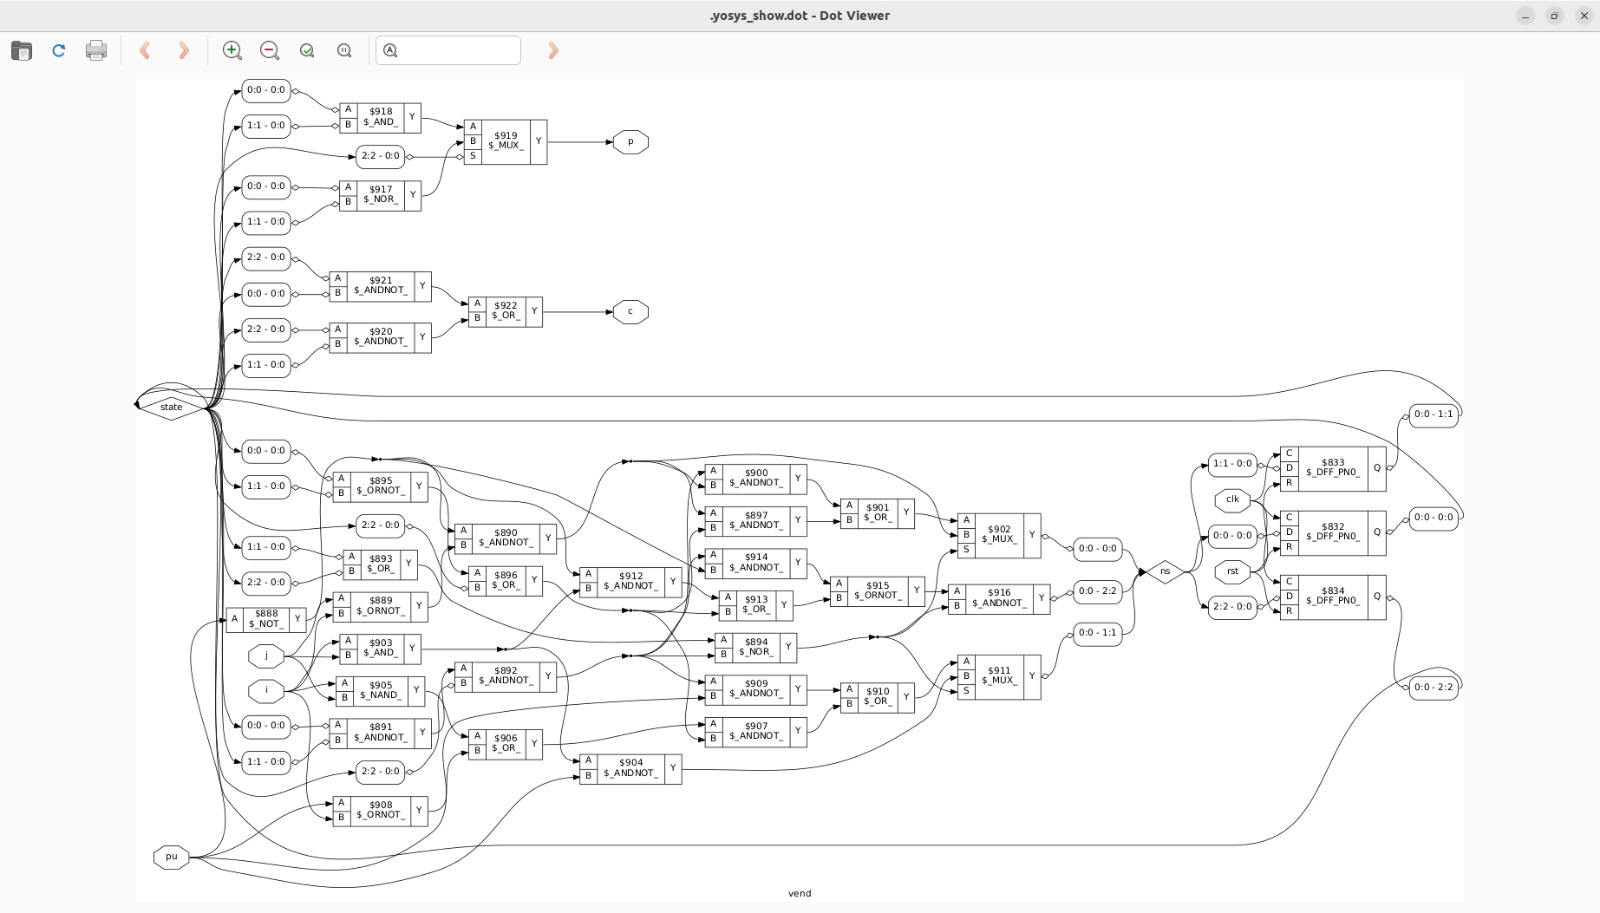 .yosys_show.dot - Dot Viewer
0:0 - 0:0
1:1 - 0:0
A
B
$918
$_AND_
Y
2:2 - 0:0
A
B
S
$919
$_MUX_
Y
p
0:0 - 0:0
1:1 - 0:0
A
B
$917
$_NOR_
Y
2:2 - 0:0
0:0 - 0:0
A
B
$921
$_ANDNOT_
Y
2:2 - 0:0
1:1 - 0:0
A
B
$920
$_ANDNOT_
Y
A
B
$922
$_OR_
Y
c
state
0:0 - 0:0
1:1 - 0:0
A
B
$895
$_ORNOT_
Y
2:2 - 0:0
1:1 - 0:0
2:2 - 0:0
A
B
$893
$_OR_
Y
A
$888
$_NOT_
Y
A
B
$889
$_ORNOT_
Y
j
A
B
$903
$_AND_
Y
i
A
B
$905
$_NAND_
Y
0:0 - 0:0
1:1 - 0:0
A
B
$891
$_ANDNOT_
Y
2:2 - 0:0
A
B
$908
$_ORNOT_
Y
pu
A
B
$890
$_ANDNOT_
Y
A
B
$896
$_OR_
Y
A
B
$892
$_ANDNOT_
Y
A
B
$906
$_OR_
Y
A
B
$912
$_ANDNOT_
Y
A
B
$904
$_ANDNOT_
Y
A
B
$900
$_ANDNOT_
Y
A
B
$897
$_ANDNOT_
Y
A
B
$914
$_ANDNOT_
Y
A
B
$913
$_OR_
Y
A
B
$894
$_NOR_
Y
A
B
$909
$_ANDNOT_
Y
A
B
$907
$_ANDNOT_
Y
A
B
$901
$_OR_
Y
A
B
$915
$_ORNOT_
Y
A
B
$910
$_OR_
Y
A
B
S
$902
$_MUX_
Y
A
B
$916
$_ANDNOT_
Y
A
B
S
$911
$_MUX_
Y
0:0 - 0:0
0:0 - 2:2
0:0 - 1:1
ns
1:1 - 0:0
clk
0:0 - 0:0
rst
2:2 - 0:0
C
D
R
$833
$_DFF_PN0_
Q
C
D
R
$832
$_DFF_PN0_
Q
C
D
R
$834
$_DFF_PN0_
Q
0:0 - 1:1
0:0 - 0:0
0:0 - 2:2
vend